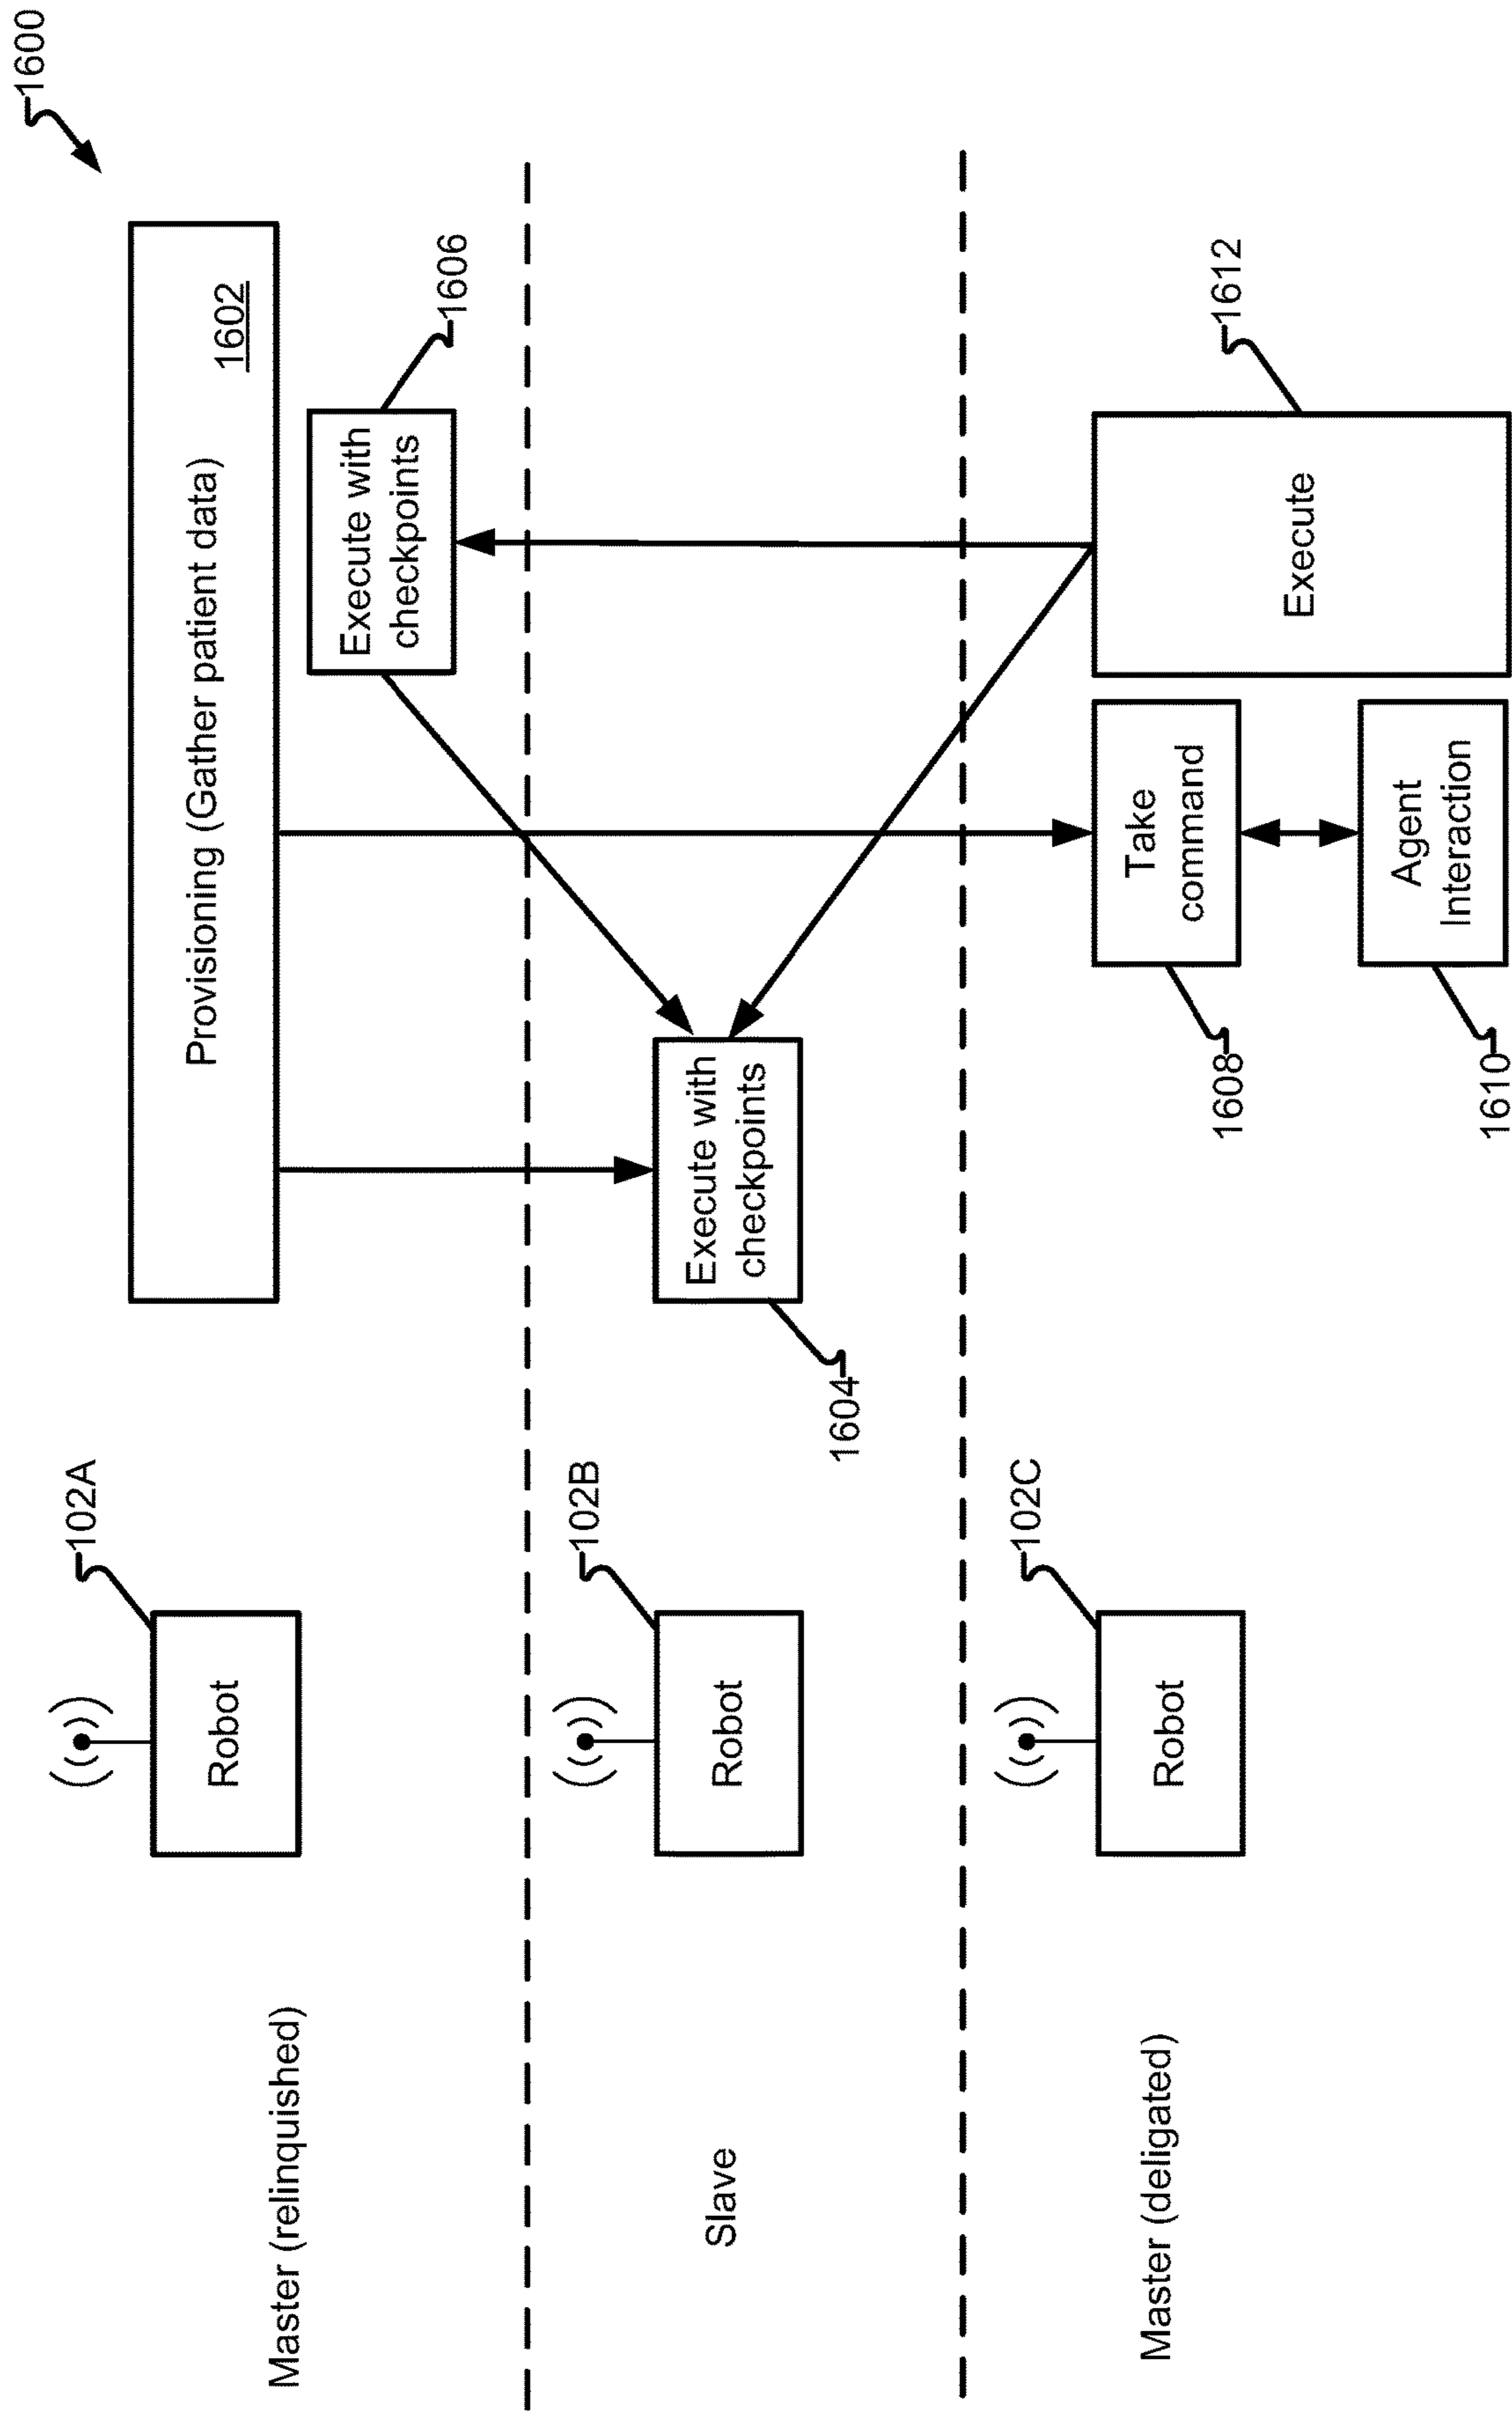 1600
Provisioning (Gather patient data)
1602
Execute with
checkpoints
1606
102A
Robot
Master (relinquished)
Execute with
checkpoints
1604
102B
Robot
Slave
Take
command
1608
Agent
Interaction
1610
Execute
1612
102C
Robot
Master (deligated)